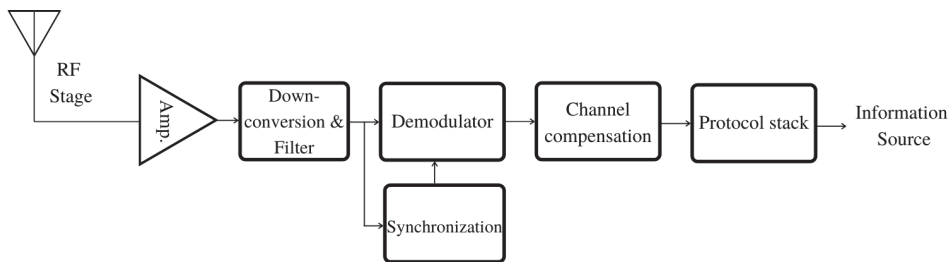 RF
Stage
Amp.
Down-
conversion &
Filter
Demodulator
Synchronization
Channel
compensation
Protocol stack
Information
Source